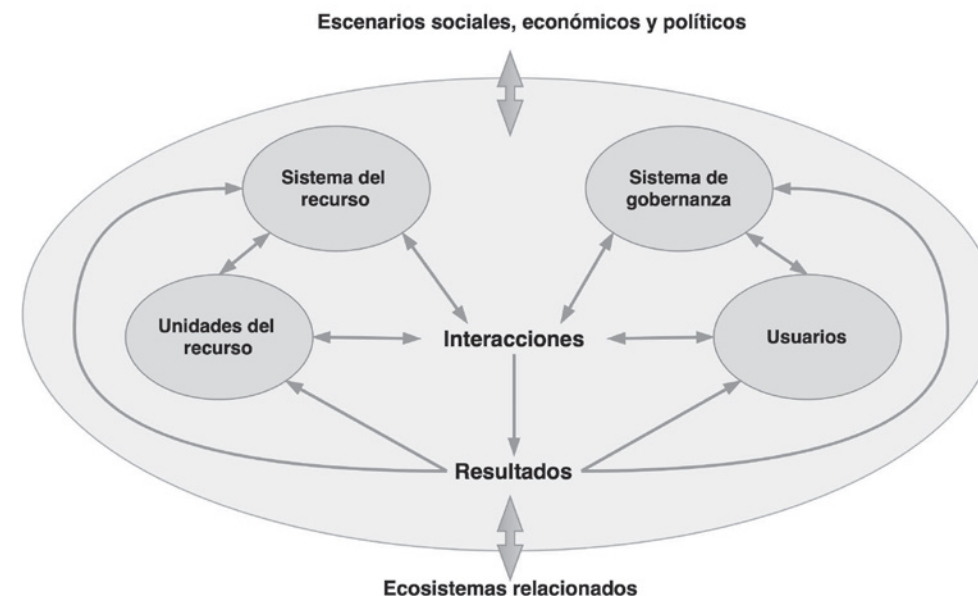 Escenarios sociales, económicos y políticos
Sistema del
recurso
Sistema de
gobernanza
Unidades del
recurso
Interacciones
Usuarios
Resultados
Ecosistemas relacionados